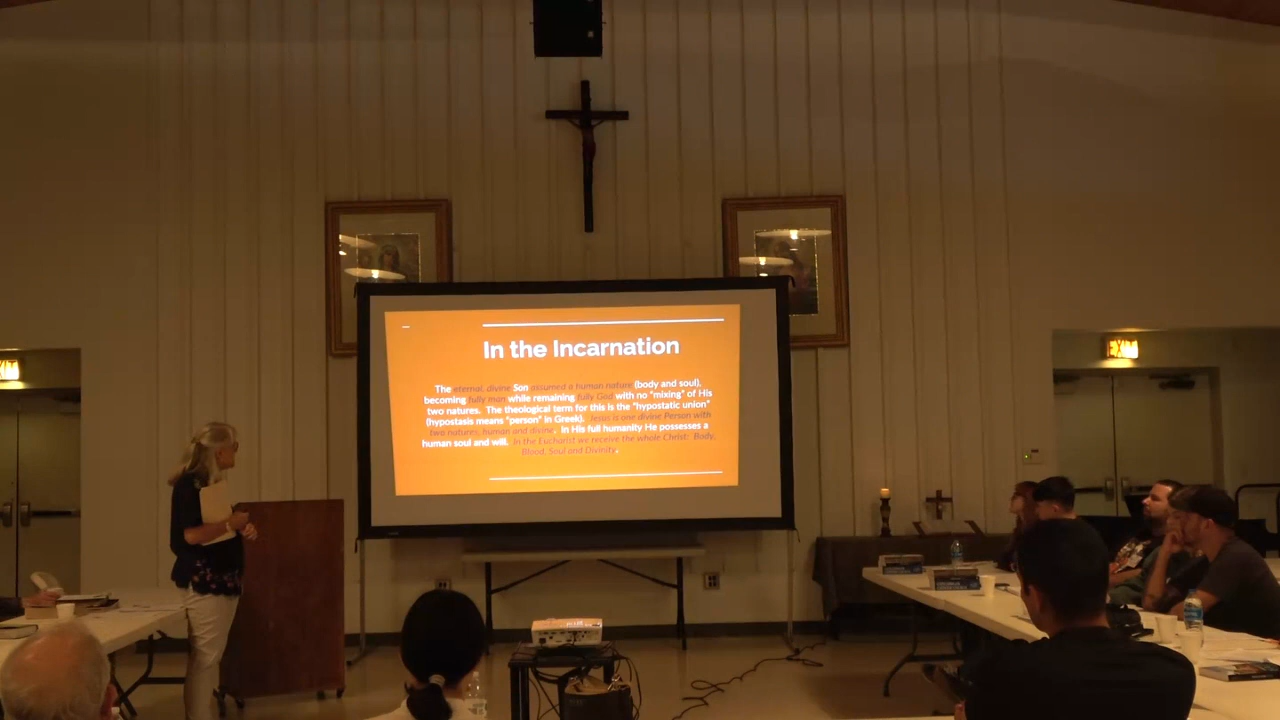 In the Incarnation
The eternal, divine Son assumed a human nature (body and soul),
becoming fully man while remaining fully God with no "mixing" of His
two natures. The theological term for this is the "hypostatic union"
(hypostasis means "person" in Greek). Jesus is one divine Person with
two natures, human and divine. In His full humanity He possesses a
human soul and will. In the Eucharist we receive the whole Christ: Body,
Blood, Soul and Divinity.
EXIT
EXIT